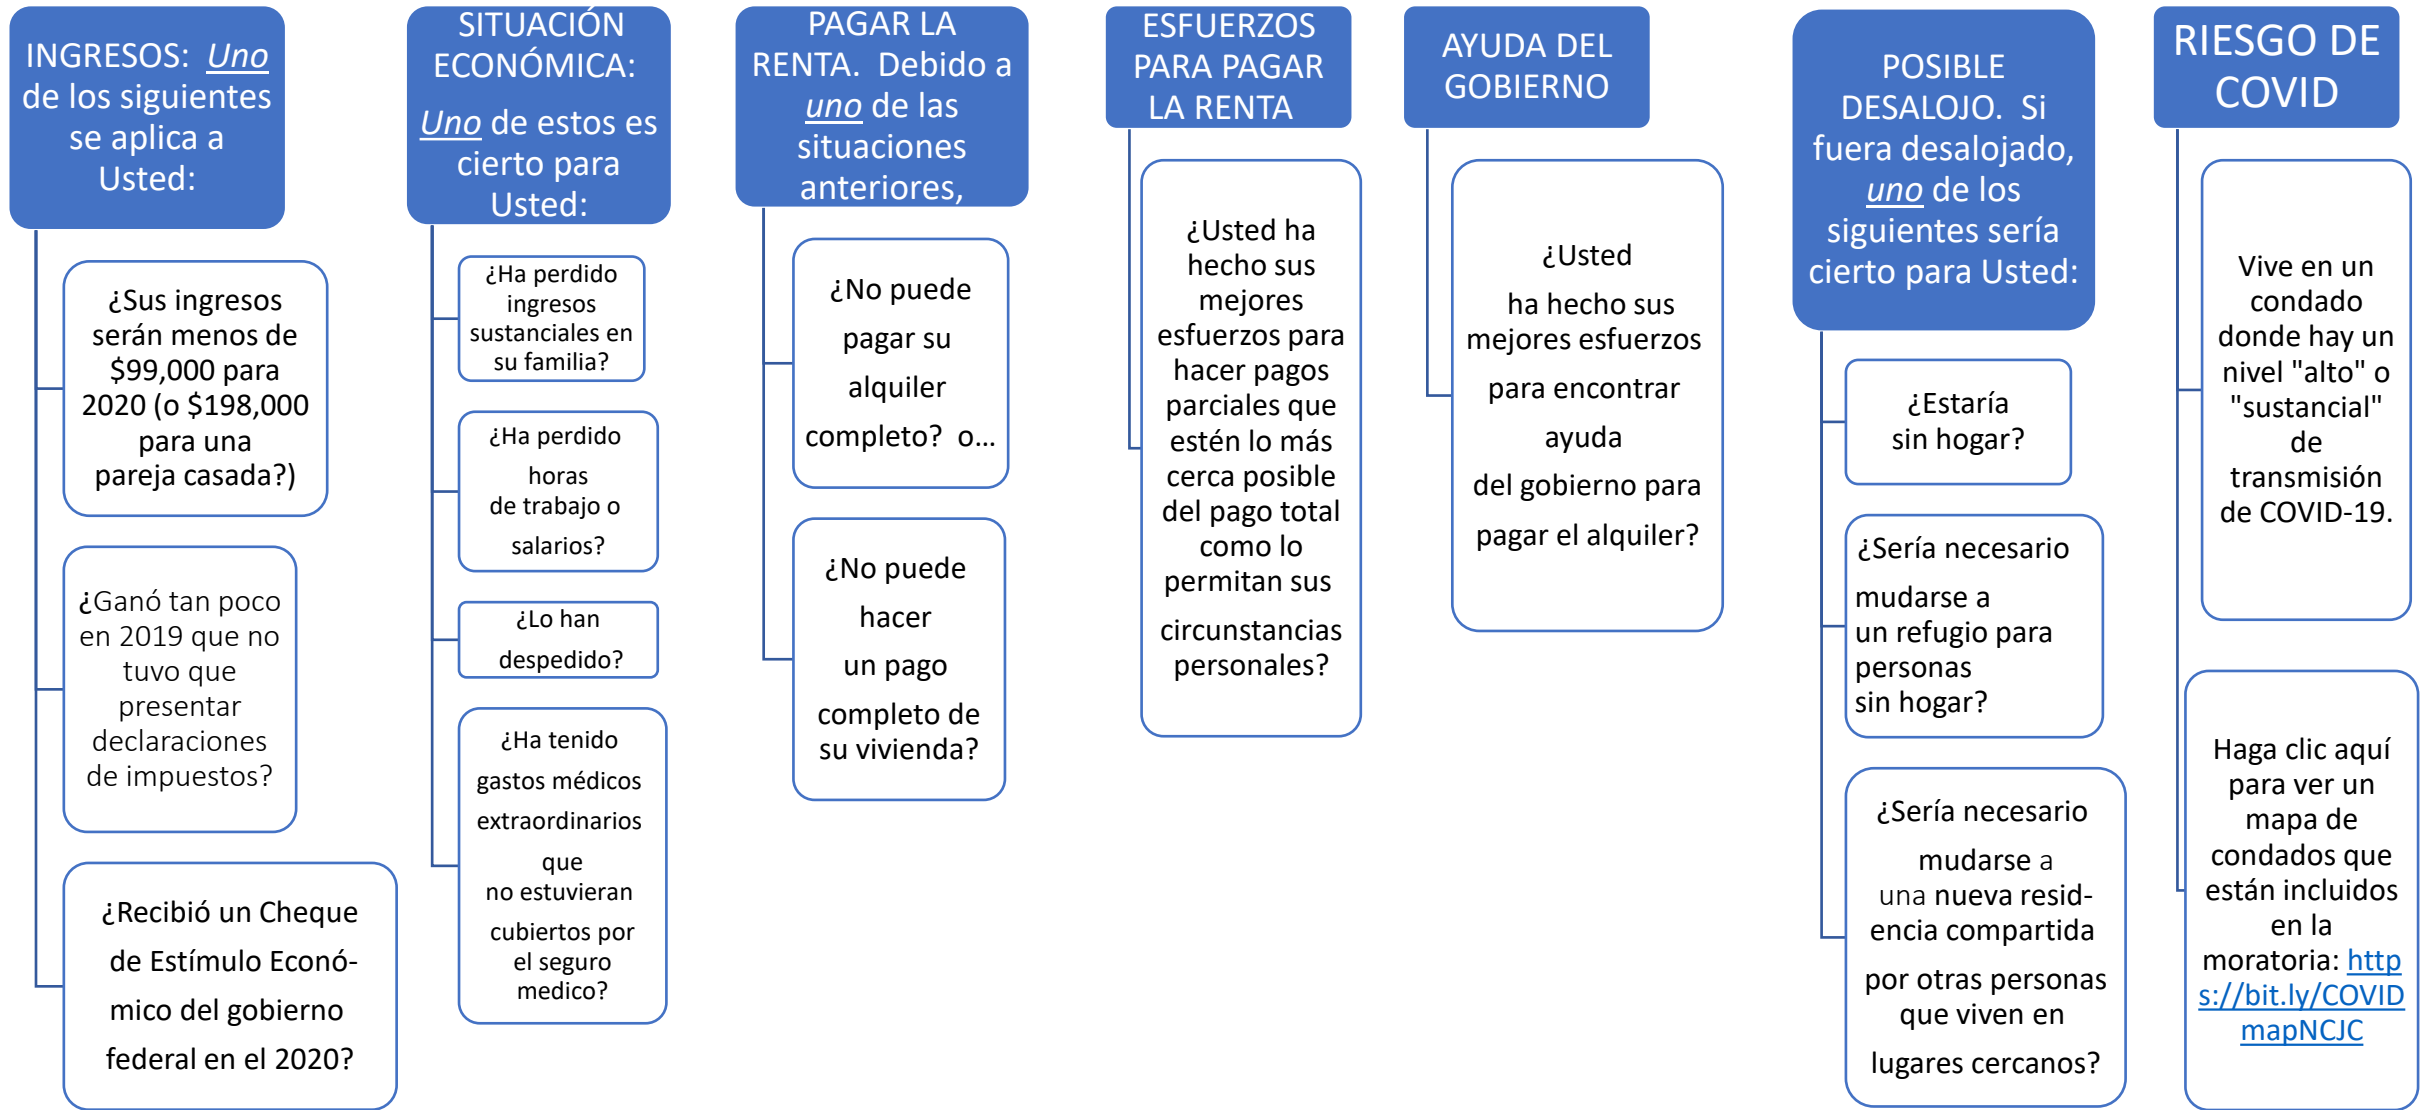 INGRESOS: Uno
de los siguientes
se aplica a
Usted:
¿Sus ingresos
serán menos de
$99,000 para
2020 (o $198,000
para una
pareja casada?)
¿Ganó tan poco
en 2019 que no
tuvo que
presentar
declaraciones
de impuestos?
¿Recibió un Cheque
de Estímulo Econó-
mico del gobierno
federal en el 2020?
SITUACIÓN
ECONÓMICA:
Uno de estos es
cierto para
Usted:
¿Ha perdido
ingresos
sustanciales en
su familia?
¿Ha perdido
horas
de trabajo o
salarios?
¿Lo han
despedido?
¿Ha tenido
gastos médicos
extraordinarios
que
no estuvieran
cubiertos por
el seguro
medico?
PAGAR LA
RENTA. Debido a
uno de las
situaciones
anteriores,
¿No puede
pagar su
alquiler
completo? o...
¿No puede
hacer
un pago
completo de
su vivienda?
ESFUERZOS
PARA PAGAR
LA RENTA
¿Usted ha
hecho sus
mejores
esfuerzos para
hacer pagos
parciales que
estén lo más
cerca posible
del pago total
como lo
permitan sus
circunstancias
personales?
AYUDA DEL
GOBIERNO
¿Usted
ha hecho sus
mejores esfuerzos
para encontrar
ayuda
del gobierno para
pagar el alquiler?
POSIBLE
DESALOJO. Si
fuera desalojado,
uno de los
siguientes sería
cierto para Usted:
¿Estaría
sin hogar?
¿Sería necesario
mudarse a
un refugio para
personas
sin hogar?
¿Sería necesario
mudarse a
una nueva resid-
encia compartida
por otras personas
que viven en
lugares cercanos?
RIESGO DE
COVID
Vive en un
condado
donde hay un
nivel "alto" o
"sustancial"
de
transmisión
de COVID-19.
Haga clic aquí
para ver un
mapa de
condados que
están incluidos
en la
moratoria: http
s://bit.ly/COVID
mapNCJC